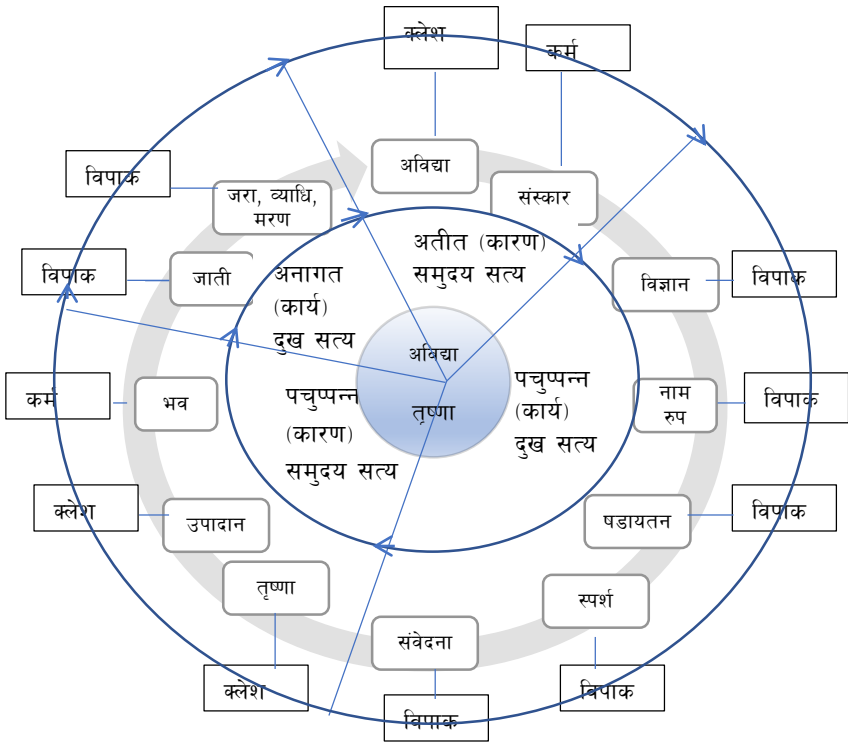 क्लेश
कर्म
अविद्या
संस्कार
विपाक
जरा, व्याधि,
मरण
विपाक
जाती
विज्ञान
विपाक
अतीत (कारण)
समुदय सत्य
अनागत
(कार्य)
दुख सत्य
अविद्या
तृष्णा
पचुप्पन्न
(कारण)
समुदय सत्य
पचुप्पन्न
(कार्य)
दुख सत्य
कर्म
भव
नाम
रुप
विपाक
क्लेश
उपादान
षडायतन
विपाक
तृष्णा
स्पर्श
संवेदना
क्लेश
विपाक
विपाक